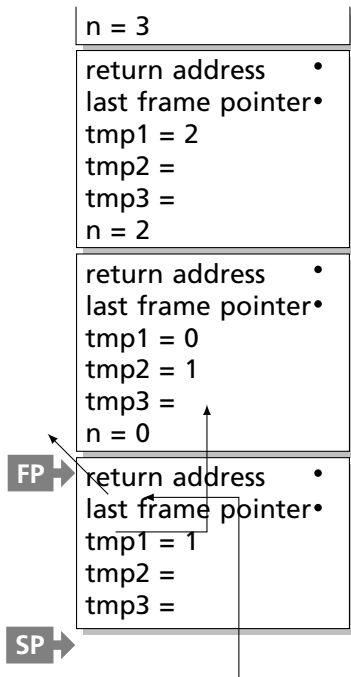 n = 3
return address •
last frame pointer•
tmp1 = 2
tmp2 =
tmp3 =
n = 2
return address •
last frame pointer•
tmp1 = 0
tmp2 = 1
tmp3 =
n = 0
FP
return address •
last frame pointer•
tmp1 = 1
tmp2 =
tmp3 =
SP